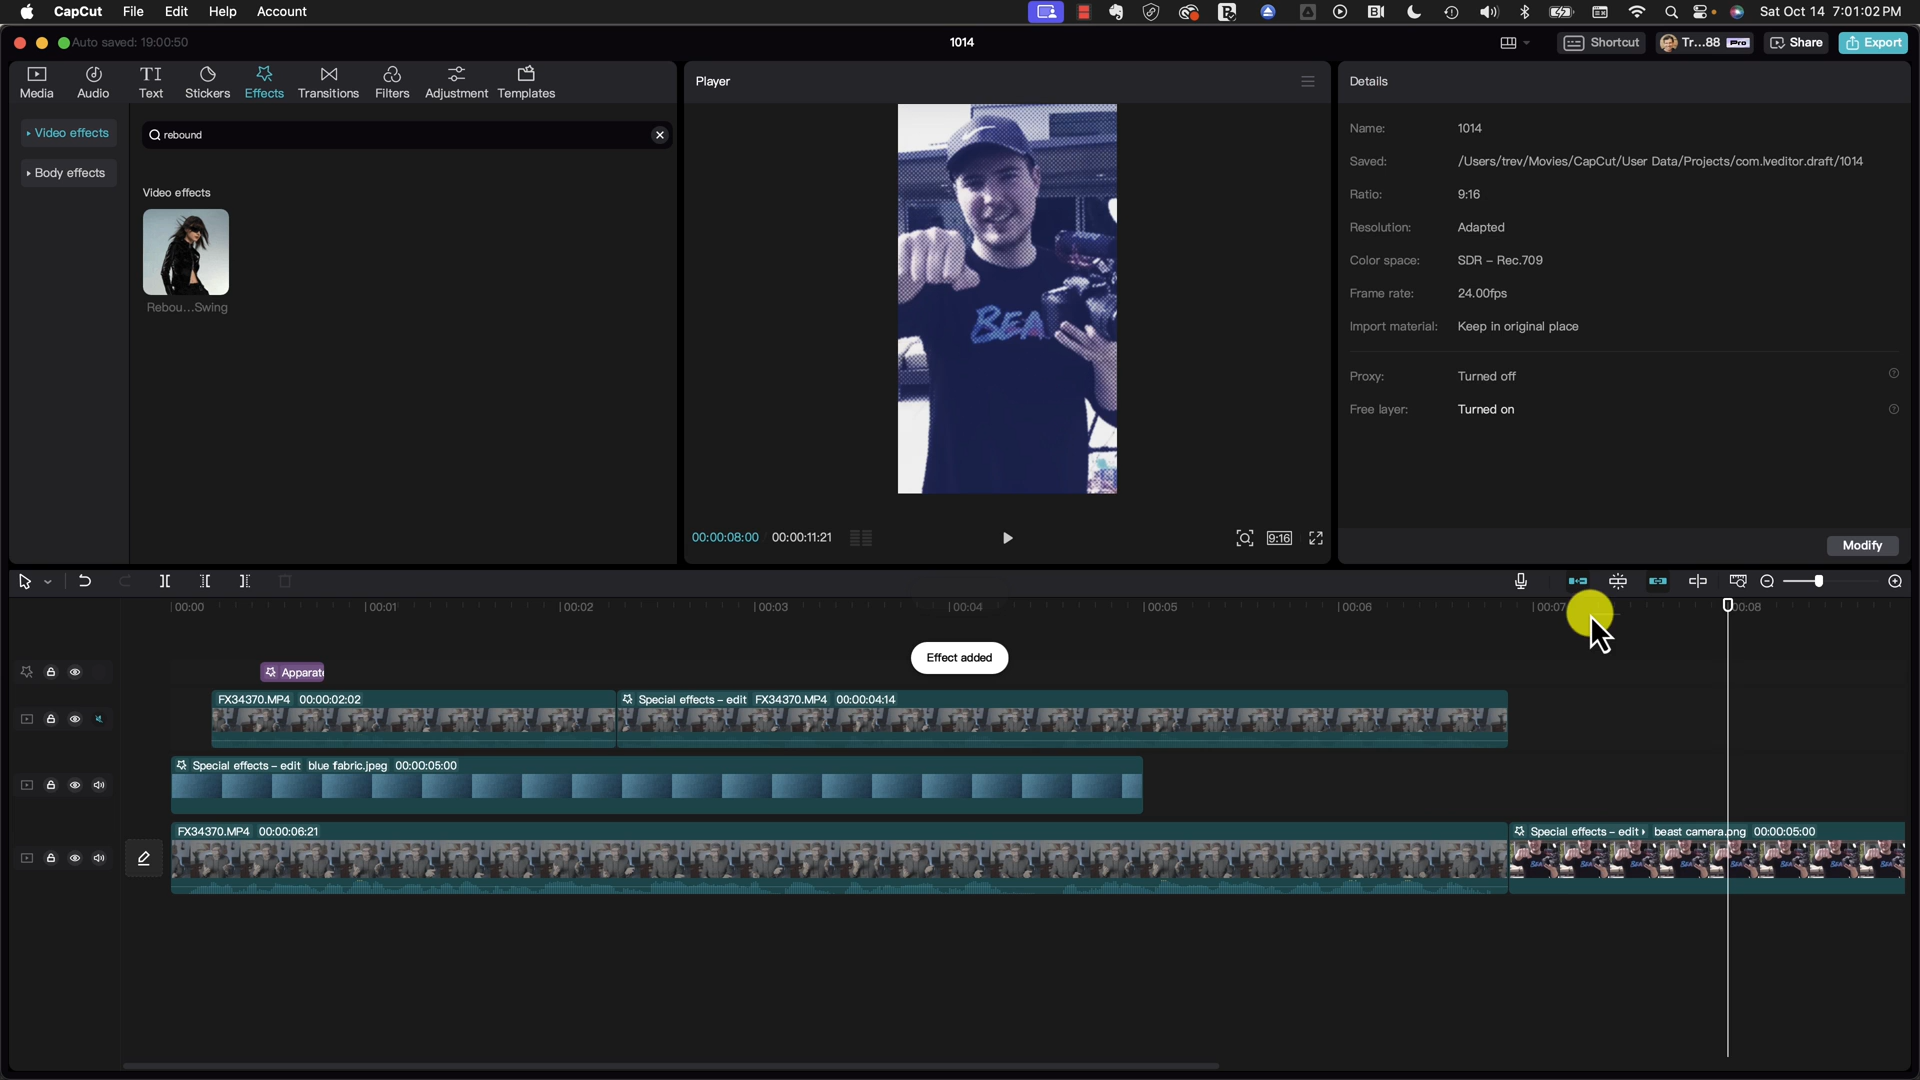 CapCut File Edit Help Account
Sat Oct 14 7:01:02 PM
Auto saved: 19:00:50
1014
Shortcut
Tr...88 Pro
Share
Export
Media
Audio
TI
Text
Stickers
Effects
Transitions
Filters
Adjustment
Templates
Video effects
Body effects
rebound
Video effects
Rebou...Swing
Player
BEA
00:00:08:00 00:00:11:21
9:16
Details
Name: 1014
Saved: /Users/trev/Movies/CapCut/User Data/Projects/com.lveditor.draft/1014
Ratio: 9:16
Resolution: Adapted
Color space: SDR – Rec.709
Frame rate: 24.00fps
Import material: Keep in original place
Proxy: Turned off
Free layer: Turned on
Modify
00:00 00:01 00:02 00:03 00:04 00:05 00:06 00:07 00:08
Effect added
Apparat
FX34370.MP4 00:00:02:02
Special effects – edit FX34370.MP4 00:00:04:14
Special effects – edit blue fabric.jpeg 00:00:05:00
FX34370.MP4 00:00:06:21
Special effects – edit beast camera.png 00:00:05:00